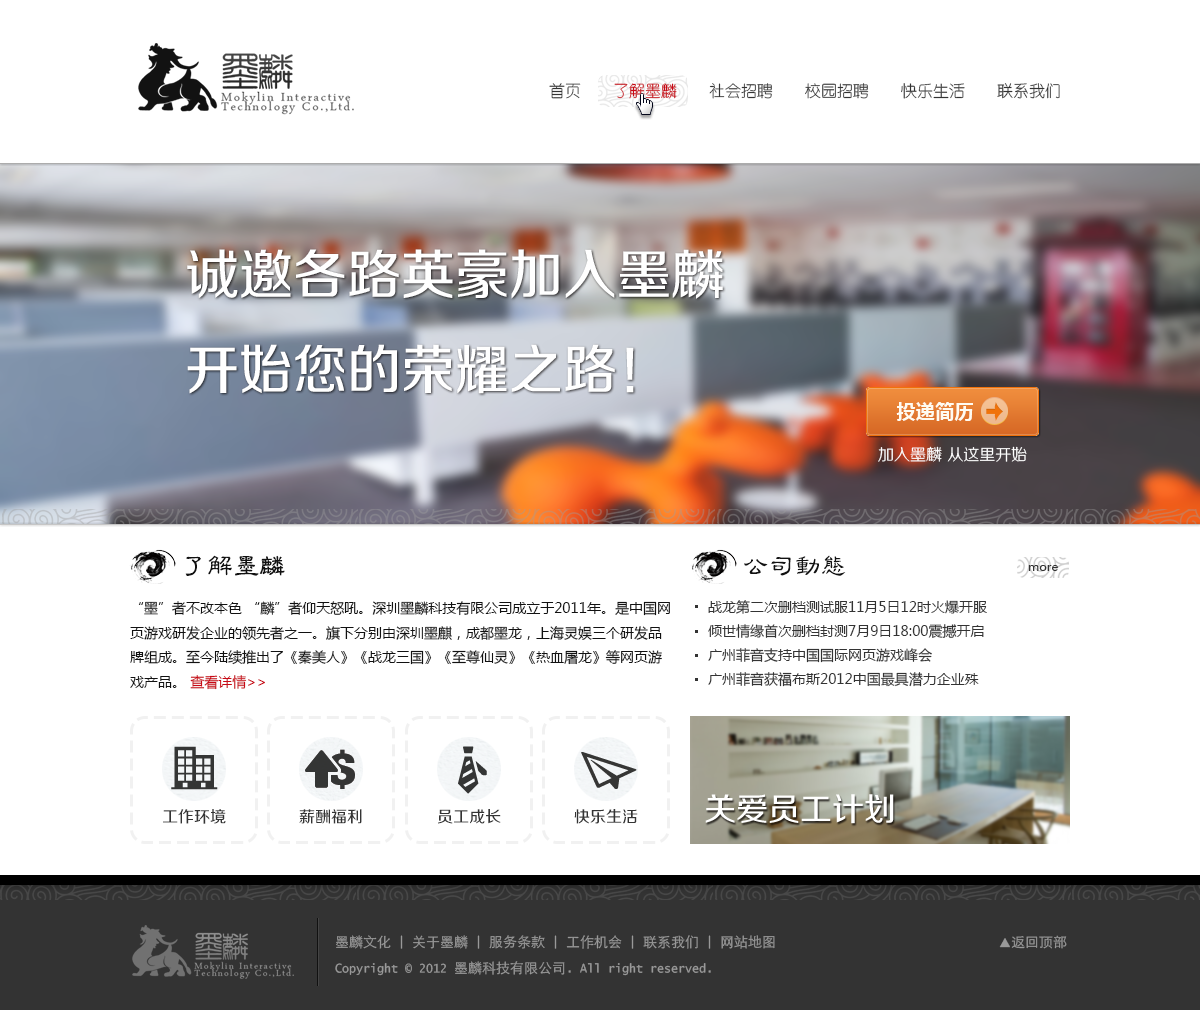 墨麟
Mokylin Interactive
Technology Co.,Ltd.
首页 了解墨麟 社会招聘 校园招聘 快乐生活 联系我们
诚邀各路英豪加入墨麟
开始您的荣耀之路!
投递简历
加入墨麟 从这里开始
了解墨麟
“墨”者不改本色 “麟”者仰天怒吼。深圳墨麟科技有限公司成立于2011年。是中国网
页游戏研发企业的领先者之一。旗下分别由深圳墨麒，成都墨龙，上海灵娱三个研发品
牌组成。至今陆续推出了《秦美人》《战龙三国》《至尊仙灵》《热血屠龙》等网页游
戏产品。 查看详情>>
公司動態
more
战龙第二次删档测试服11月5日12时火爆开服
倾世情缘首次删档封测7月9日18:00震撼开启
广州菲音支持中国国际网页游戏峰会
广州菲音获福布斯2012中国最具潜力企业殊
工作环境 薪酬福利 员工成长 快乐生活
关爱员工计划
墨麟
Mokylin Interactive
Technology Co.,Ltd.
墨麟文化 | 关于墨麟 | 服务条款 | 工作机会 | 联系我们 | 网站地图
Copyright © 2012 墨麟科技有限公司. All right reserved.
▲返回顶部